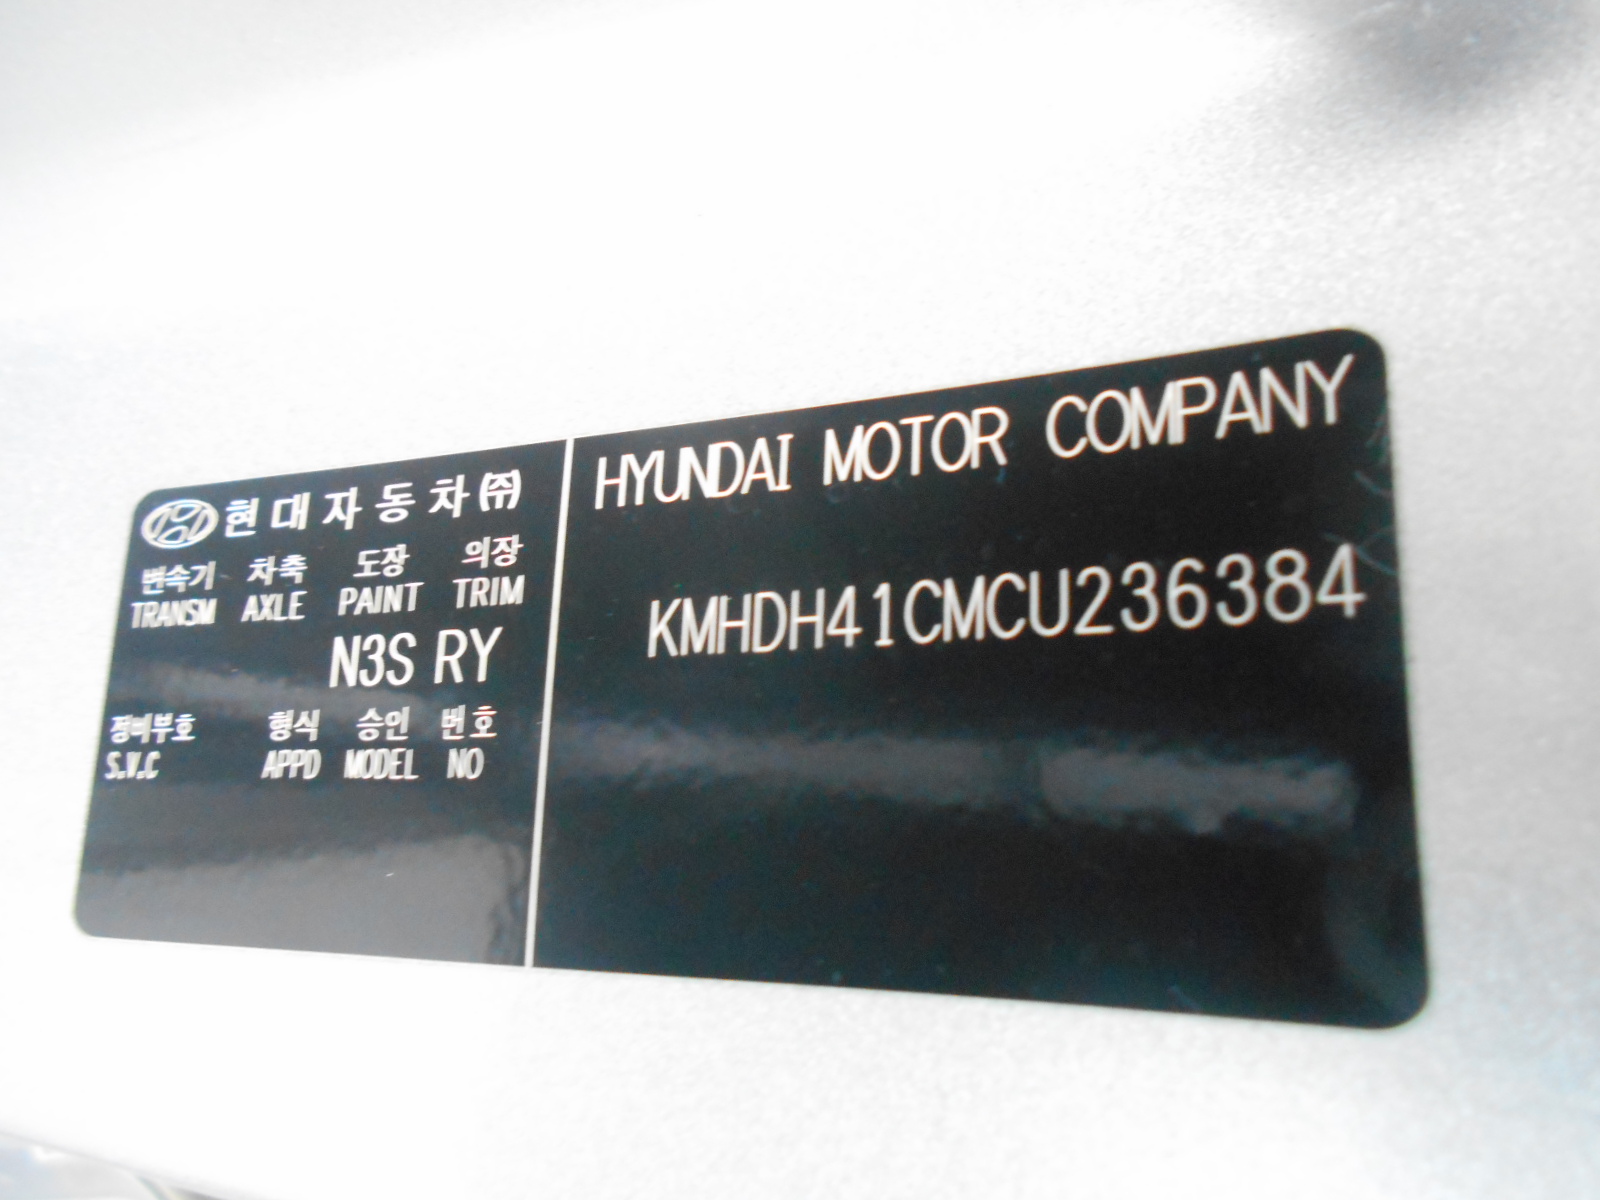 현대자동차㈜
변속기 차축 도장 의장
TRANSM AXLE PAINT TRIM
N3S RY
정비부호 형식 승인 번호
S.V.C APPD MODEL NO
HYUNDAI MOTOR COMPANY
KMHDH41CMCU236384